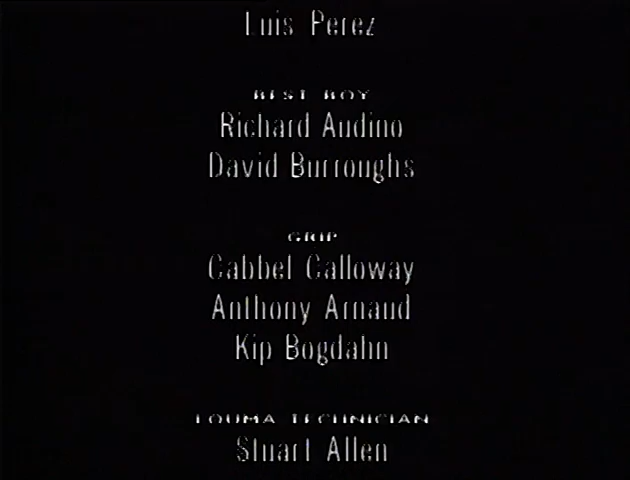 Luis Perez
BEST BOY
Richard Audino
David Burroughs
GRIP
Cabbel Calloway
Anthony Arnaud
Kip Bogdahn
LOUMA TECHNICIAN
Stuart Allen